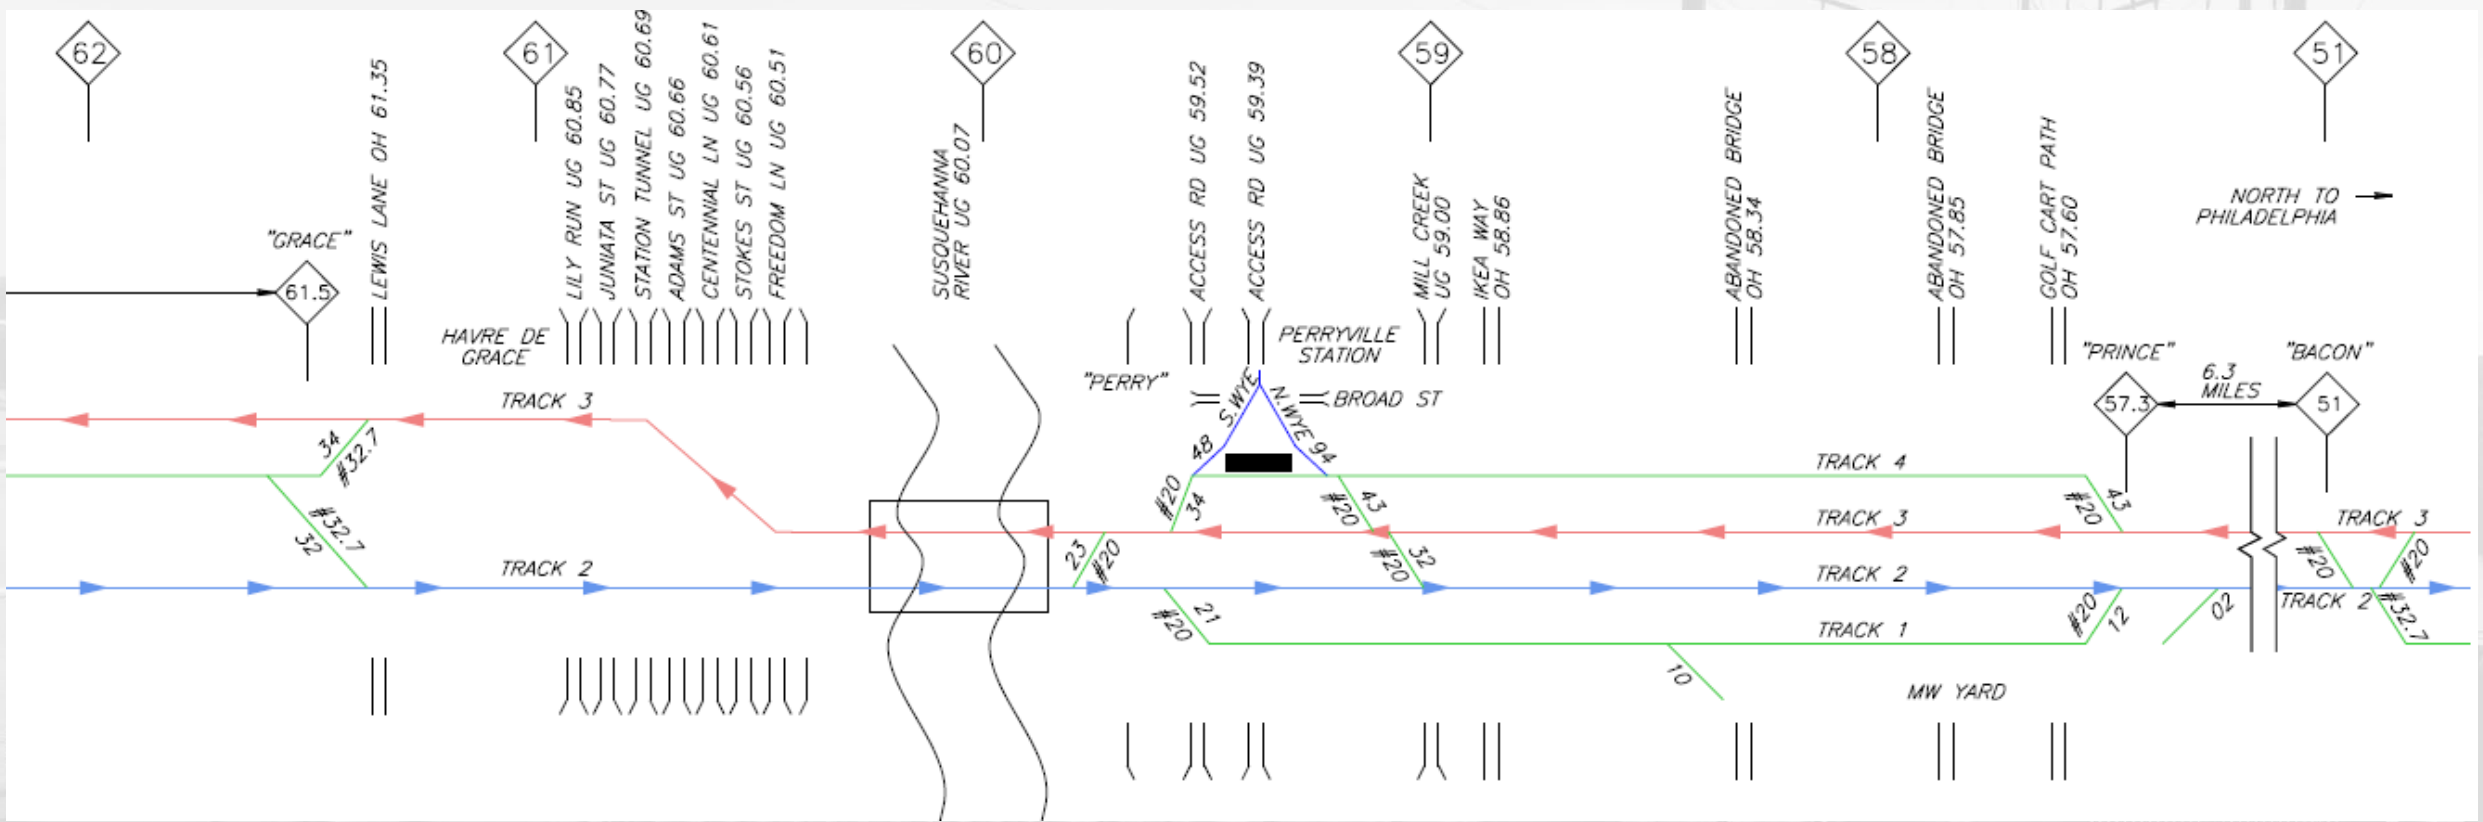 62
61
60
59
58
51
LEWIS LANE OH 61.35
LILY RUN UG 60.85
JUNIATA ST UG 60.77
STATION TUNNEL UG 60.69
ADAMS ST UG 60.66
CENTENNIAL LN UG 60.61
STOKES ST UG 60.56
FREEDOM LN UG 60.51
SUSQUEHANNA
RIVER UG 60.07
ACCESS RD UG 59.52
ACCESS RD UG 59.39
MILL CREEK
UG 59.00
IKEA WAY
OH 58.86
ABANDONED BRIDGE
OH 58.34
ABANDONED BRIDGE
OH 57.85
GOLF CART PATH
OH 57.60
NORTH TO
PHILADELPHIA
"GRACE"
61.5
HAVRE DE
GRACE
"PERRY"
PERRYVILLE
STATION
BROAD ST
S.WYE
N.WYE
"PRINCE"
57.3
6.3
MILES
"BACON"
51
TRACK 3
34
#32.7
#32.7
32
TRACK 2
48
94
#20
34
23
#20
43
#20
32
#20
21
#20
TRACK 4
TRACK 3
TRACK 2
TRACK 1
43
#20
#20
12
02
10
MW YARD
TRACK 3
#20
#20
TRACK 2
#32.7